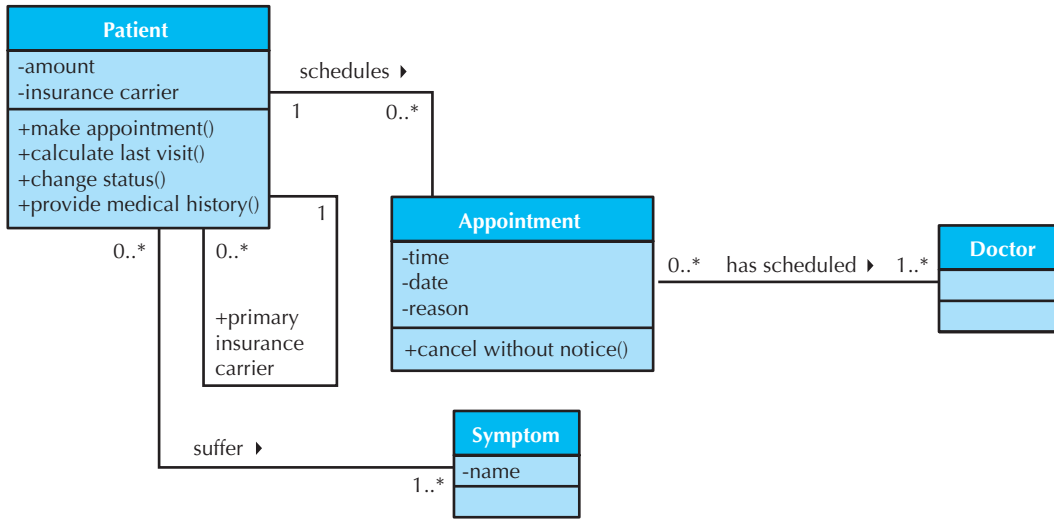 Patient
-amount
-insurance carrier
+make appointment()
+calculate last visit()
+change status()
+provide medical history()
schedules ▸
1
0..*
1
0..*
0..*
+primary
insurance
carrier
Appointment
-time
-date
-reason
+cancel without notice()
0..*
has scheduled ▸
1..*
Doctor
suffer ▸
1..*
Symptom
-name